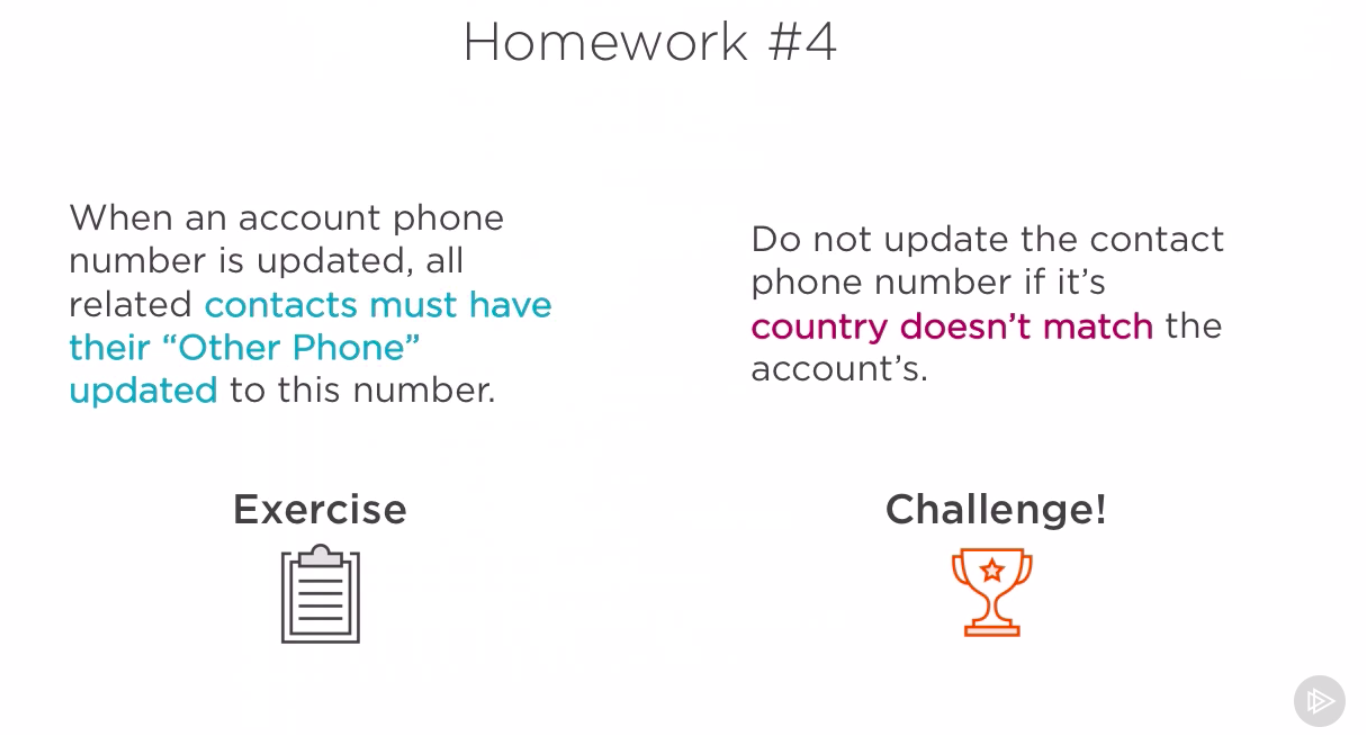 Homework #4
When an account phone
number is updated, all
related contacts must have
their “Other Phone”
updated to this number.
Exercise
Do not update the contact
phone number if it’s
country doesn’t match the
account’s.
Challenge!